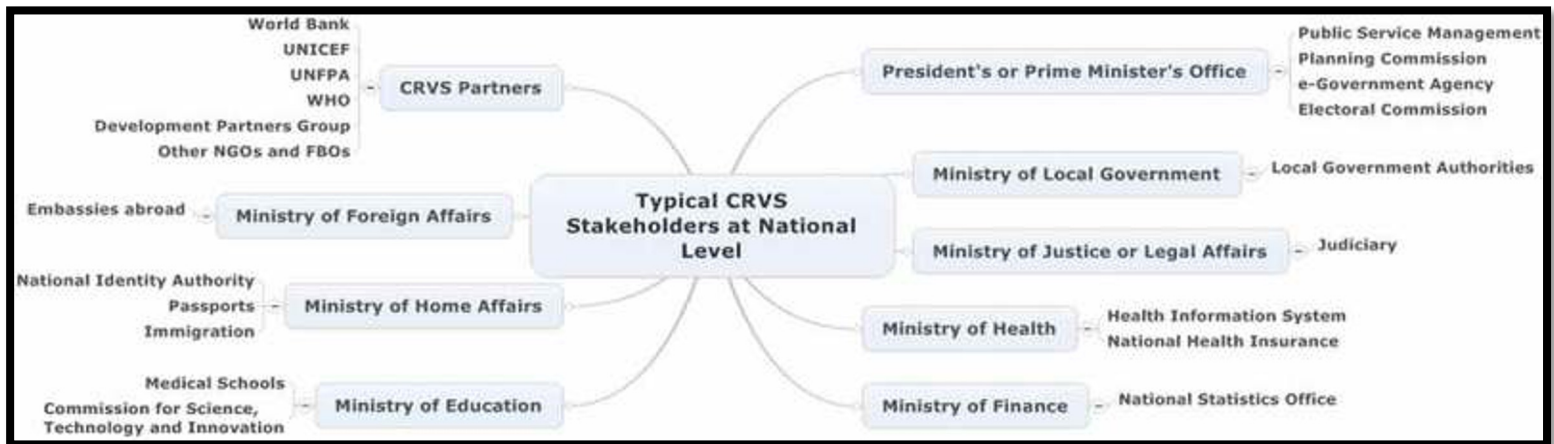 Typical CRVS
Stakeholders at National
Level
CRVS Partners
World Bank
UNICEF
UNFPA
WHO
Development Partners Group
Other NGOs and FBOs
Ministry of Foreign Affairs
Embassies abroad
Ministry of Home Affairs
National Identity Authority
Passports
Immigration
Ministry of Education
Medical Schools
Commission for Science,
Technology and Innovation
President's or Prime Minister's Office
Public Service Management
Planning Commission
e-Government Agency
Electoral Commission
Ministry of Local Government
Local Government Authorities
Ministry of Justice or Legal Affairs
Judiciary
Ministry of Health
Health Information System
National Health Insurance
Ministry of Finance
National Statistics Office